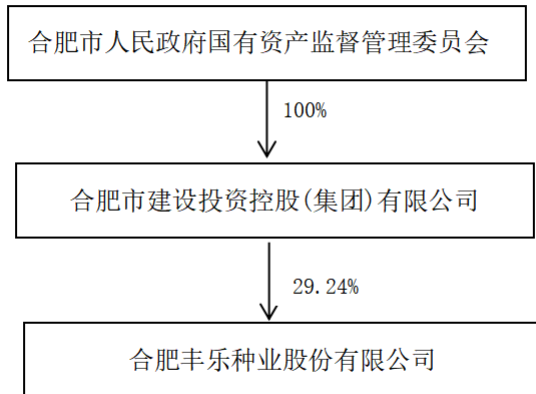 合肥市人民政府国有资产监督管理委员会
100%
合肥市建设投资控股(集团)有限公司
29.24%
合肥丰乐种业股份有限公司